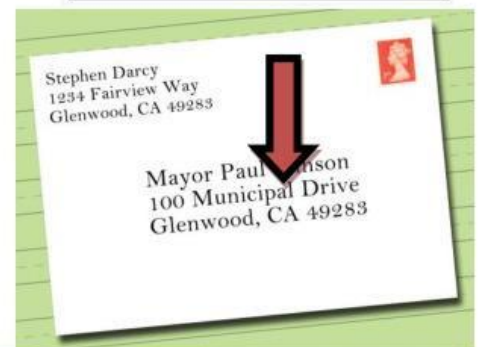 Stephen Darcy
1234 Fairview Way
Glenwood, CA 49283
Mayor Paul
100 Municipal Drive
Glenwood, CA 49283